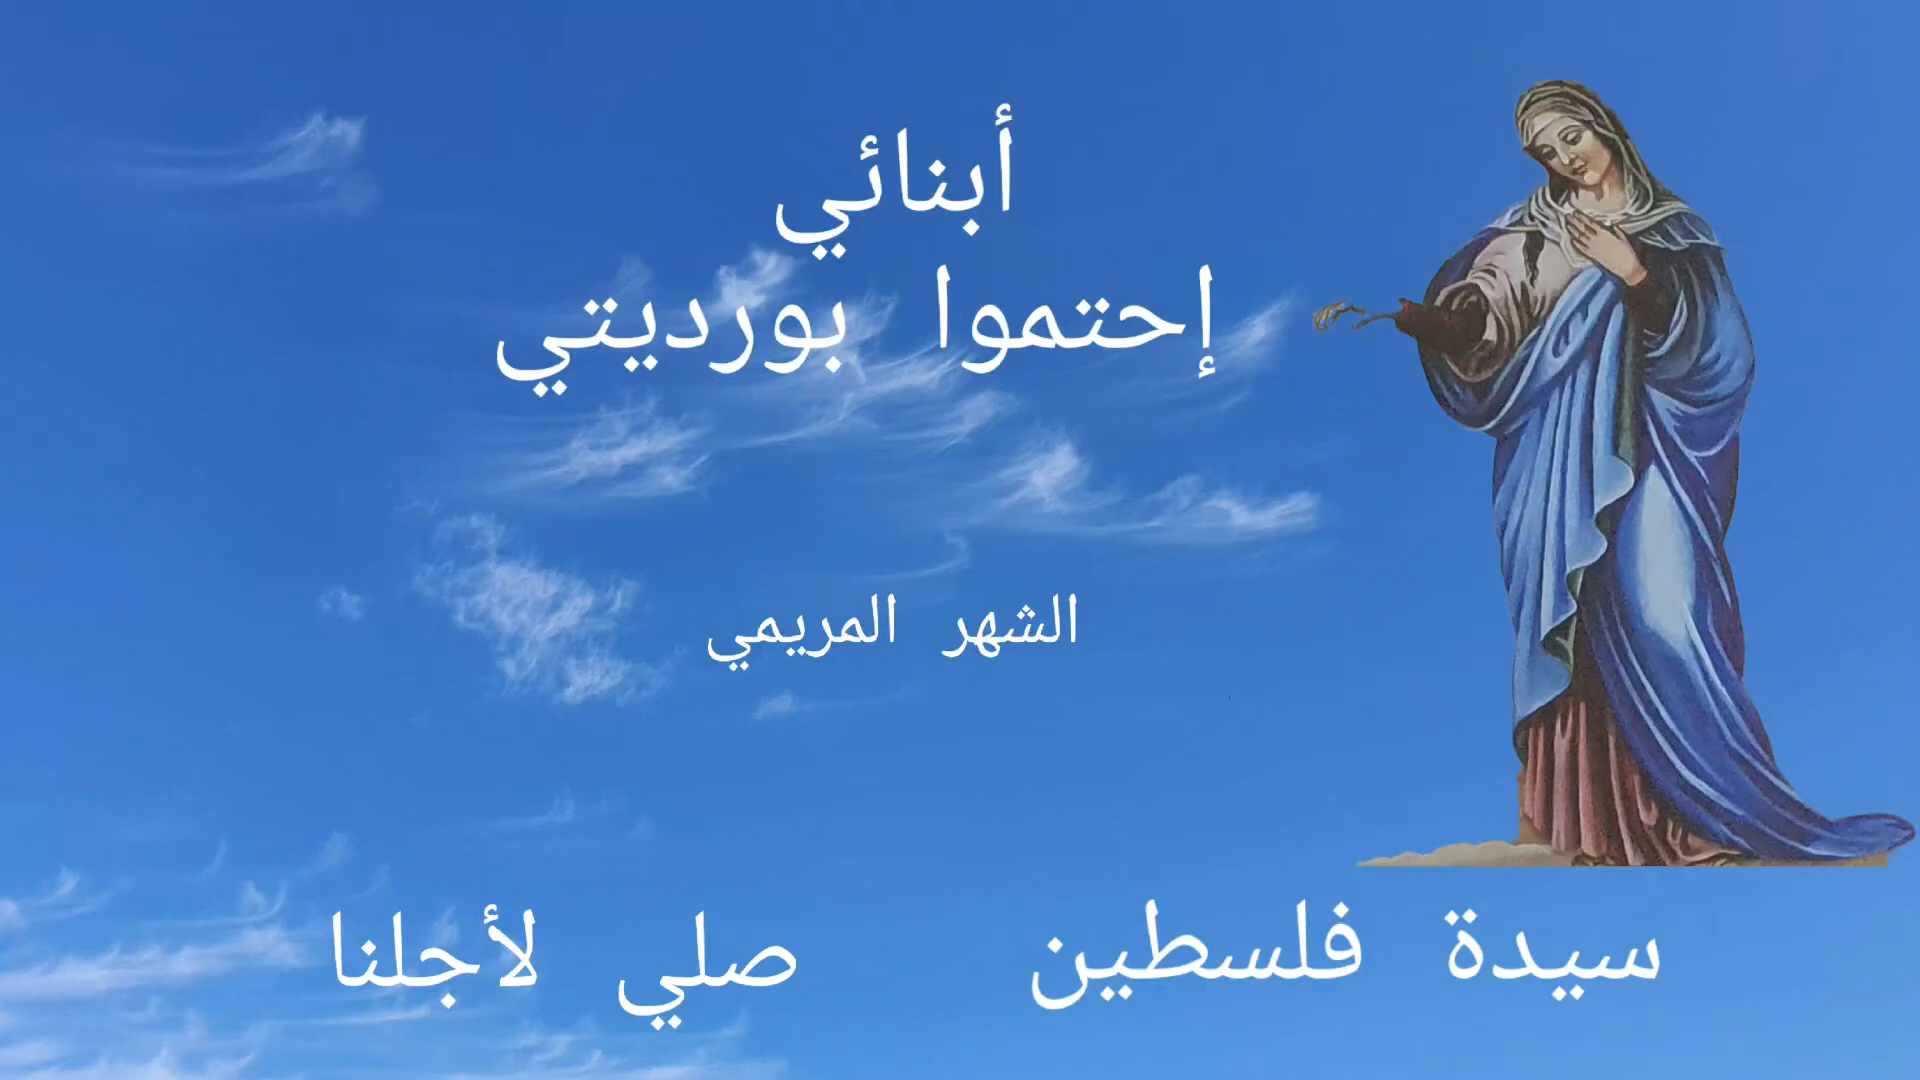 أبنائي
إحتموا بورديتي
الشهر المريمي
سيدة فلسطين صلي لأجلنا